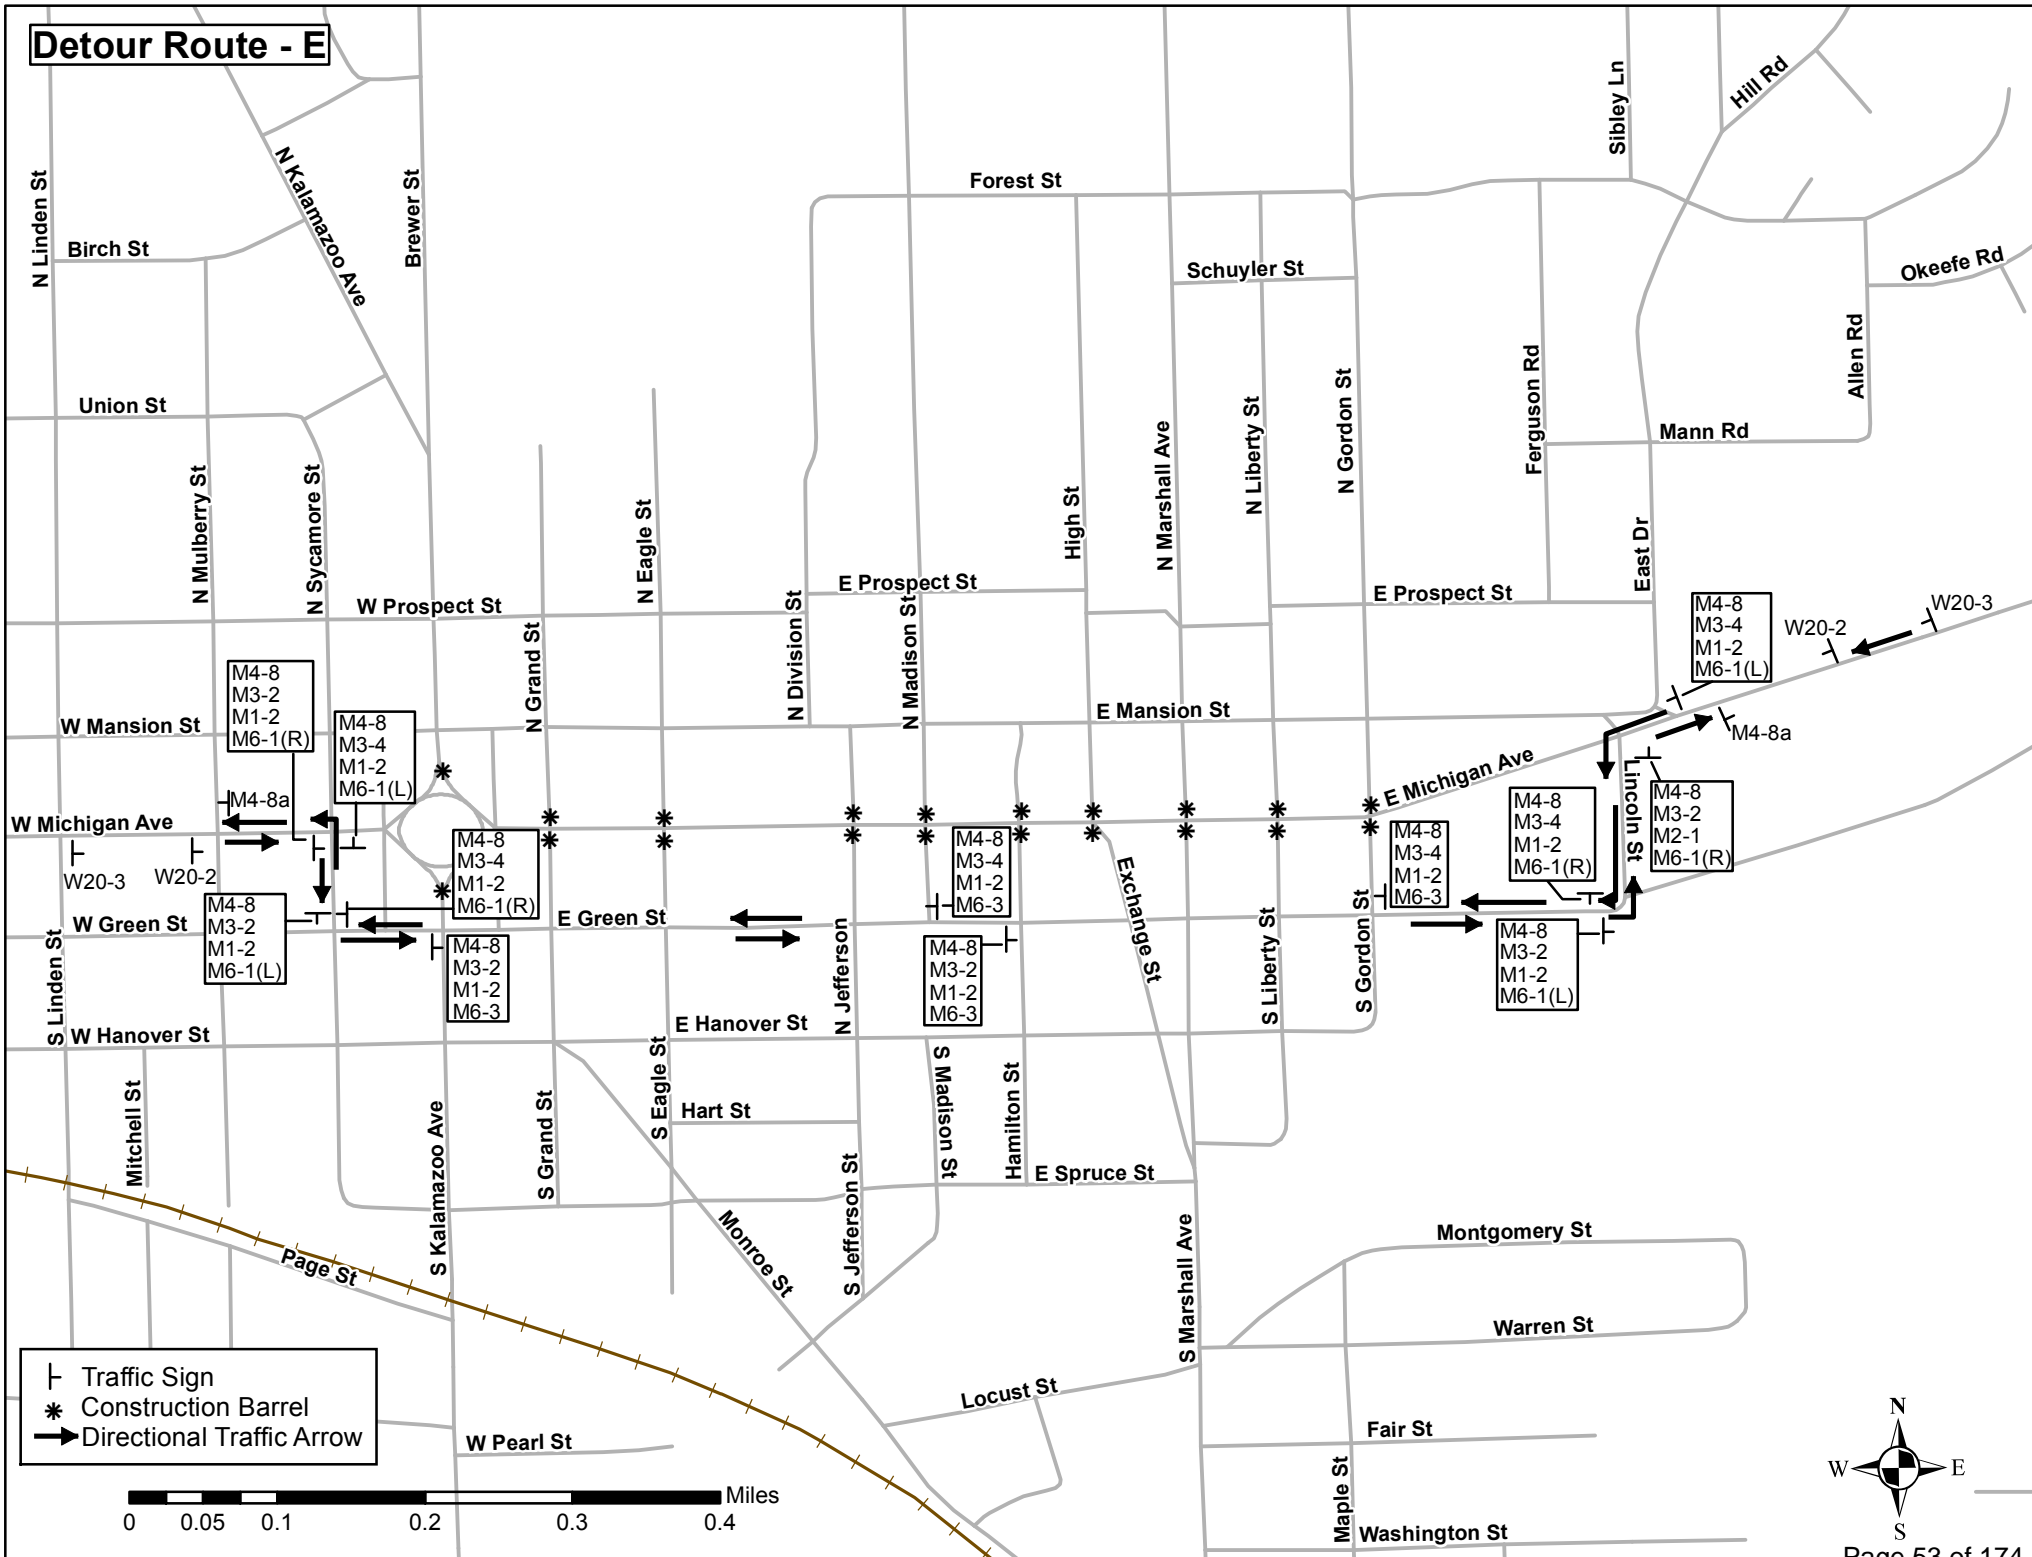 Detour Route - E
Sibley Ln
Hill Rd
N Linden St
N Kalamazoo Ave
Brewer St
Forest St
Birch St
Schuyler St
Okeefe Rd
Allen Rd
Union St
Ferguson Rd
N Gordon St
N Liberty St
N Marshall Ave
Mann Rd
High St
N Mulberry St
N Sycamore St
N Eagle St
East Dr
E Prospect St
W Prospect St
E Prospect St
N Grand St
N Division St
N Madison St
W20-3
W20-2
M4-8
M3-4
M1-2
M6-1(L)
M4-8a
M4-8
M3-2
M1-2
M6-1(R)
W Mansion St
E Mansion St
M4-8
M3-4
M1-2
M6-1(L)
M4-8a
W Michigan Ave
E Michigan Ave
Lincoln St
M4-8
M3-2
M2-1
M6-1(R)
M4-8
M3-4
M1-2
M6-1(R)
W20-3
W20-2
M4-8
M3-4
M1-2
M6-1(R)
M4-8
M3-4
M1-2
M6-3
M4-8
M3-4
M1-2
M6-3
M4-8
M3-2
M1-2
M6-1(L)
W Green St
E Green St
M4-8
M3-2
M1-2
M6-3
M4-8
M3-2
M1-2
M6-3
M4-8
M3-2
M1-2
M6-1(L)
S Linden St
N Jefferson
Exchange St
S Liberty St
S Gordon St
W Hanover St
E Hanover St
Mitchell St
S Kalamazoo Ave
S Grand St
S Eagle St
Hart St
S Madison St
Hamilton St
E Spruce St
S Jefferson St
Monroe St
S Marshall Ave
Page St
Montgomery St
Warren St
Locust St
Fair St
W Pearl St
Maple St
Washington St
Traffic Sign
Construction Barrel
Directional Traffic Arrow
Miles
0 0.05 0.1 0.2 0.3 0.4
N
W E
S
Page 53 of 174